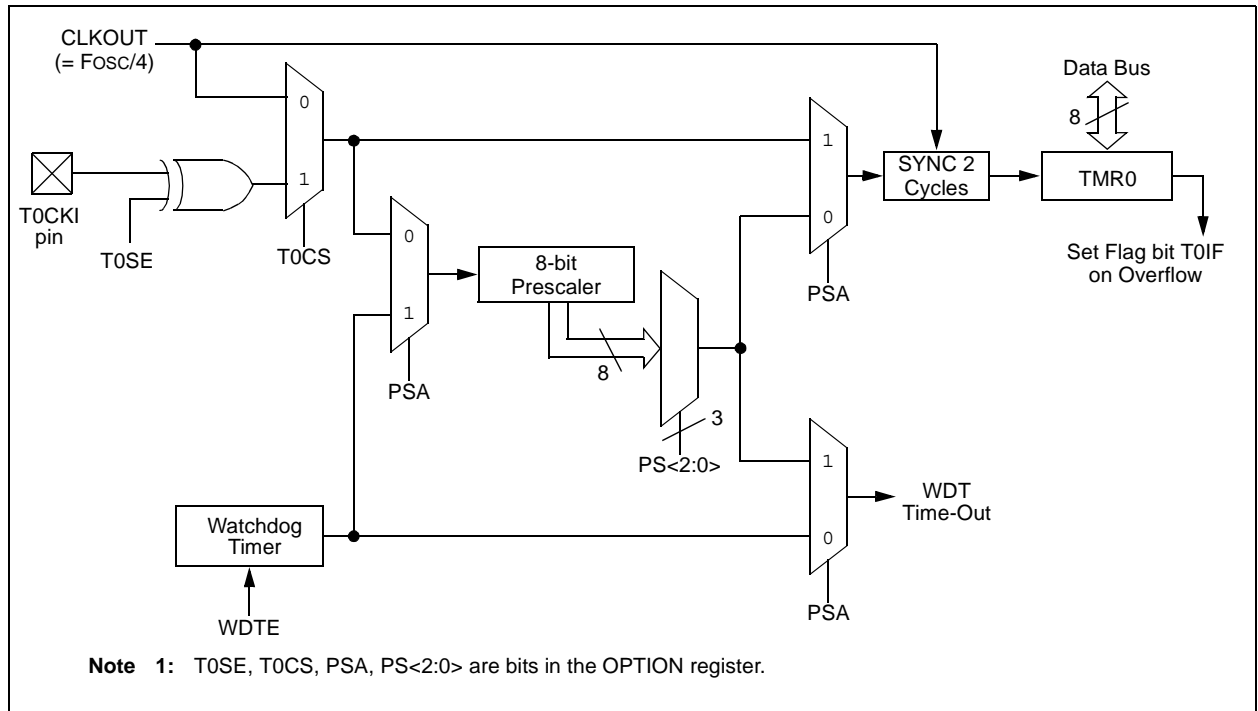 CLKOUT
(= FOSC/4)
Data Bus
8
0
1
1
0
SYNC 2
Cycles
TMR0
T0CKI
pin
T0SE
T0CS
0
1
8-bit
Prescaler
PSA
Set Flag bit T0IF
on Overflow
8
PSA
3
PS<2:0>
1
0
WDT
Time-Out
Watchdog
Timer
PSA
WDTE
Note 1: T0SE, T0CS, PSA, PS<2:0> are bits in the OPTION register.